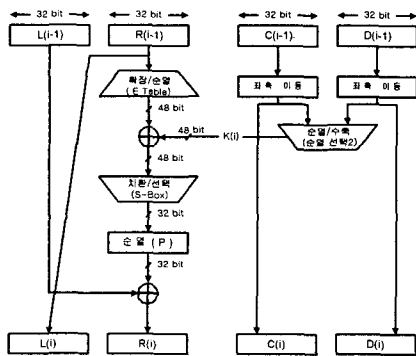 32 bit 32 bit 32 bit 32 bit
L(i-1) R(i-1) C(i-1) D(i-1)
확장/순열
(E Table)
좌측 이동 좌측 이동
48 bit
48 bit K(i)
순열/수축
(순열 선택2)
48 bit
치환/선택
(S-Box)
32 bit
순열 (P)
32 bit
L(i) R(i) C(i) D(i)